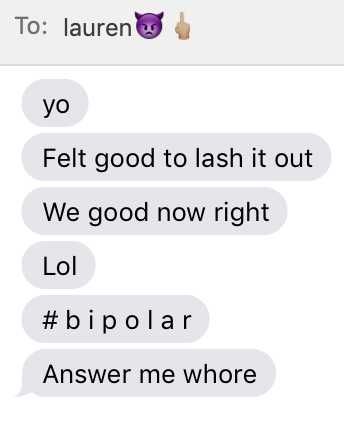 To: lauren😈🖕🏼
yo
Felt good to lash it out
We good now right
Lol
# b i p o l a r
Answer me whore